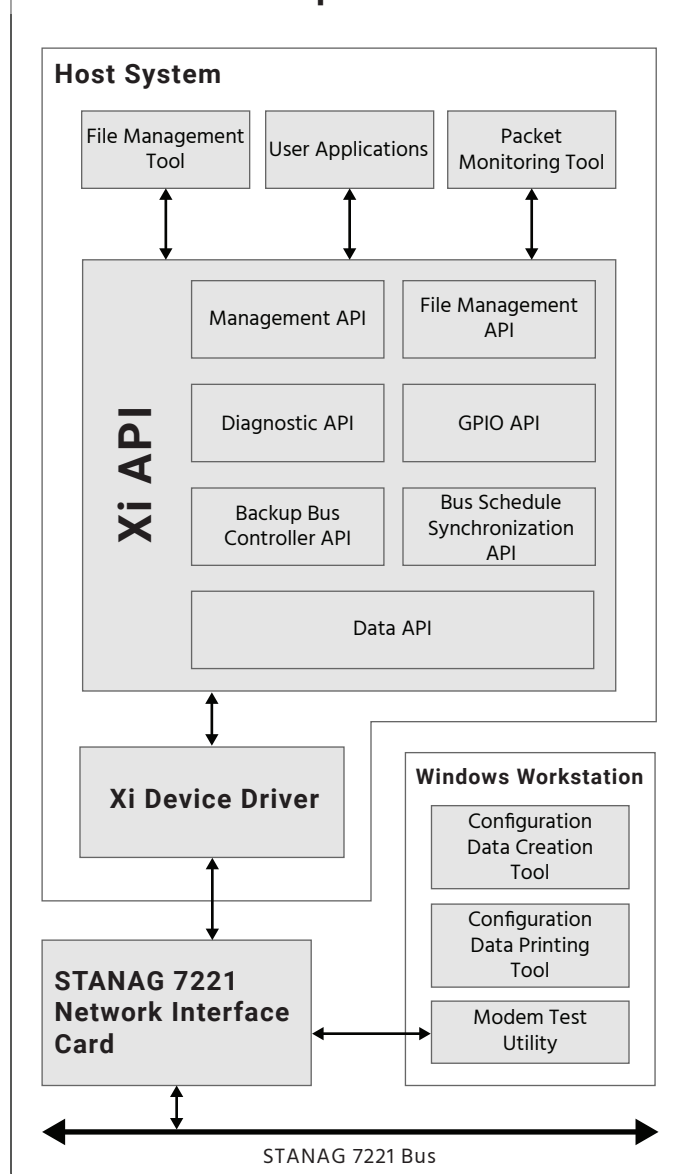 Host System
File Management
Tool
User Applications
Packet
Monitoring Tool
Xi API
Management API
File Management
API
Diagnostic API
GPIO API
Backup Bus
Controller API
Bus Schedule
Synchronization
API
Data API
Xi Device Driver
Windows Workstation
Configuration
Data Creation
Tool
Configuration
Data Printing
Tool
Modem Test
Utility
STANAG 7221
Network Interface
Card
STANAG 7221 Bus